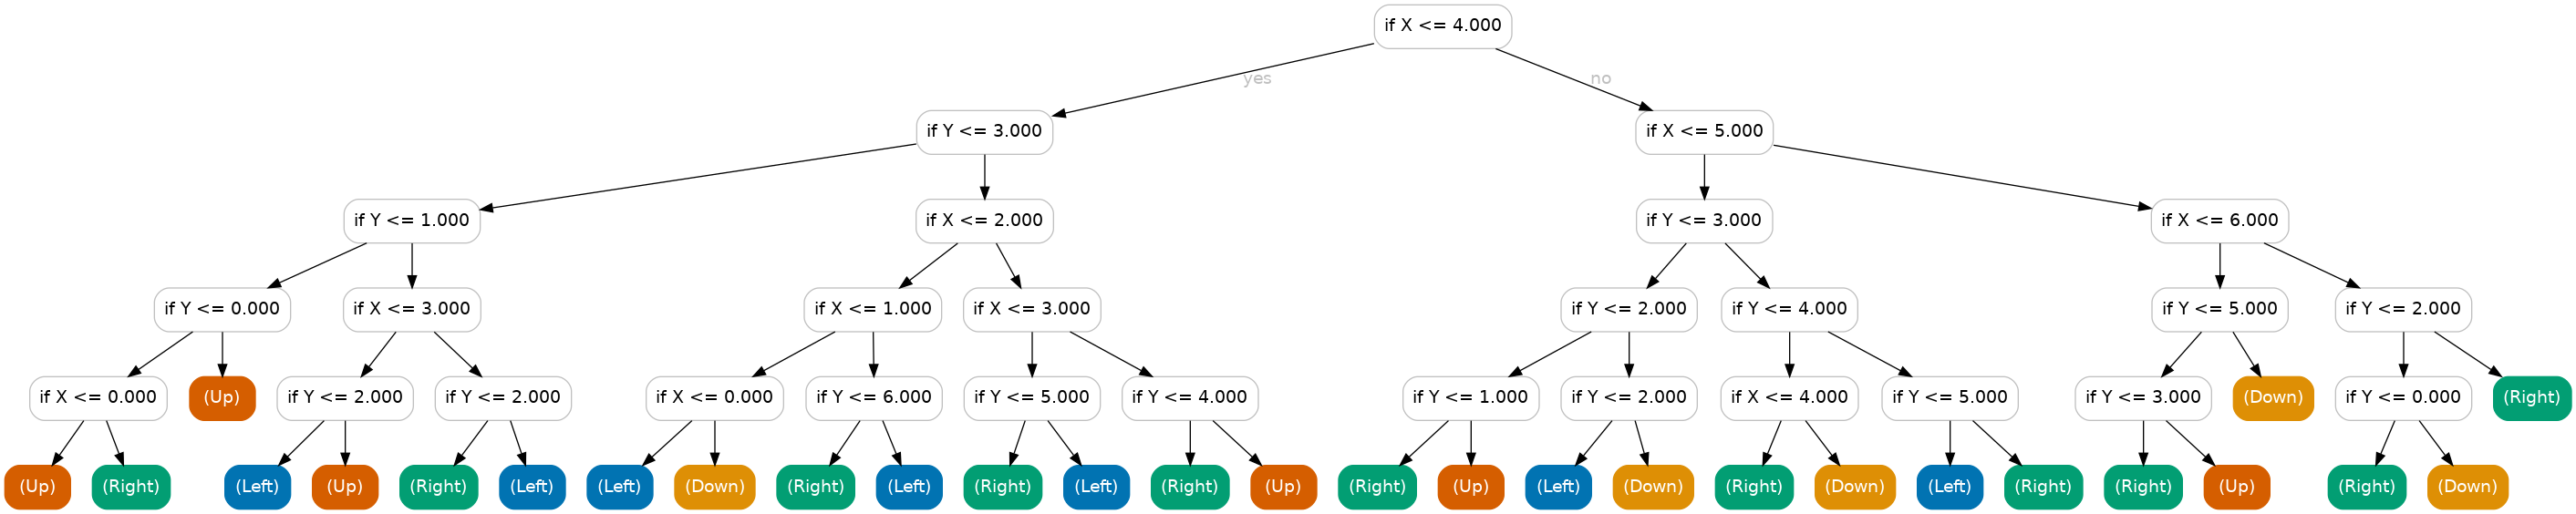 if X <= 4.000
yes
no
if Y <= 3.000
if X <= 5.000
if Y <= 1.000
if X <= 2.000
if Y <= 3.000
if X <= 6.000
if Y <= 0.000
if X <= 3.000
if X <= 1.000
if X <= 3.000
if Y <= 2.000
if Y <= 4.000
if Y <= 5.000
if Y <= 2.000
if X <= 0.000
(Up)
if Y <= 2.000
if Y <= 2.000
if X <= 0.000
if Y <= 6.000
if Y <= 5.000
if Y <= 4.000
if Y <= 1.000
if Y <= 2.000
if X <= 4.000
if Y <= 5.000
if Y <= 3.000
(Down)
if Y <= 0.000
(Right)
(Up)
(Right)
(Left)
(Up)
(Right)
(Left)
(Left)
(Down)
(Right)
(Left)
(Right)
(Left)
(Right)
(Up)
(Right)
(Up)
(Left)
(Down)
(Right)
(Down)
(Left)
(Right)
(Right)
(Up)
(Right)
(Down)